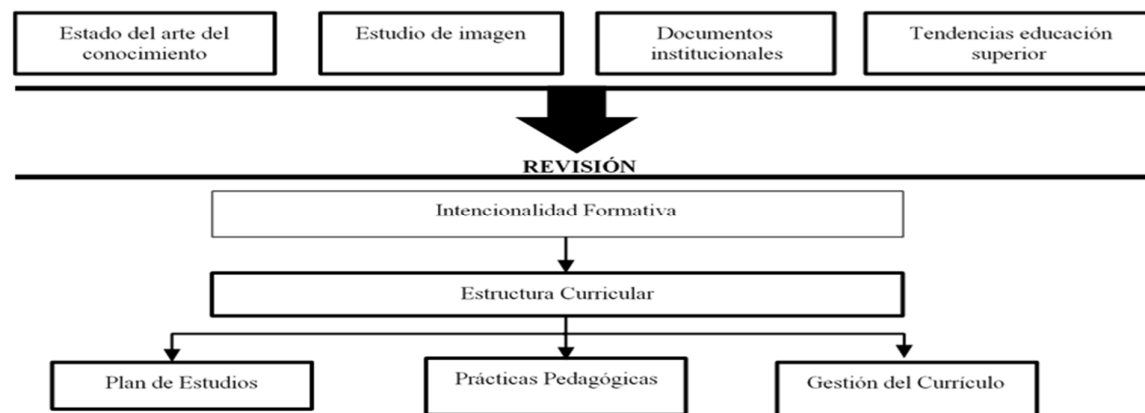 Estado del arte del
conocimiento
Estudio de imagen
Documentos
institucionales
Tendencias educación
superior
REVISIÓN
Intencionalidad Formativa
Estructura Curricular
Plan de Estudios
Prácticas Pedagógicas
Gestión del Currículo